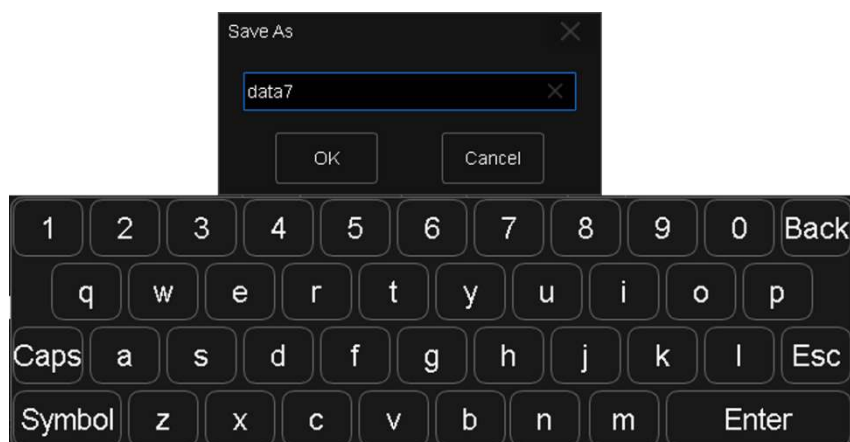 Save As
data7
OK Cancel
1 2 3 4 5 6 7 8 9 0 Back
q w e r t y u i o p
Caps a s d f g h j k l Esc
Symbol z x c v b n m Enter